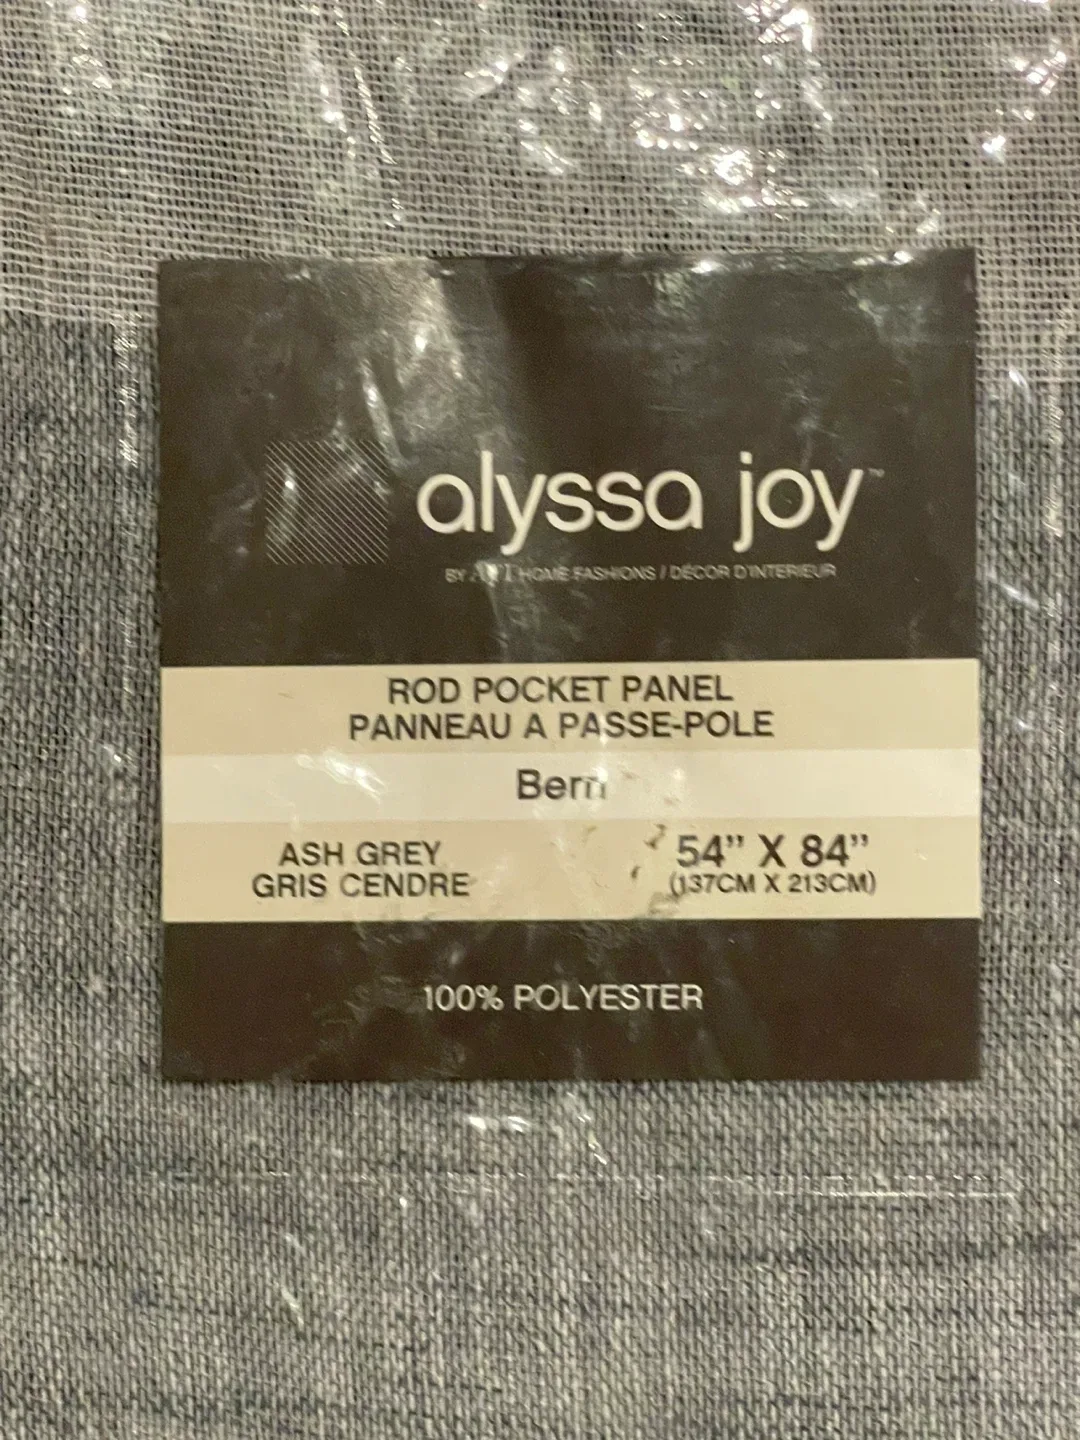 alyssa joy™
BY HOME FASHIONS / DÉCOR D'INTERIEUR
ROD POCKET PANEL
PANNEAU A PASSE-POLE
Bern
ASH GREY
GRIS CENDRE
54” X 84”
(137CM X 213CM)
100% POLYESTER